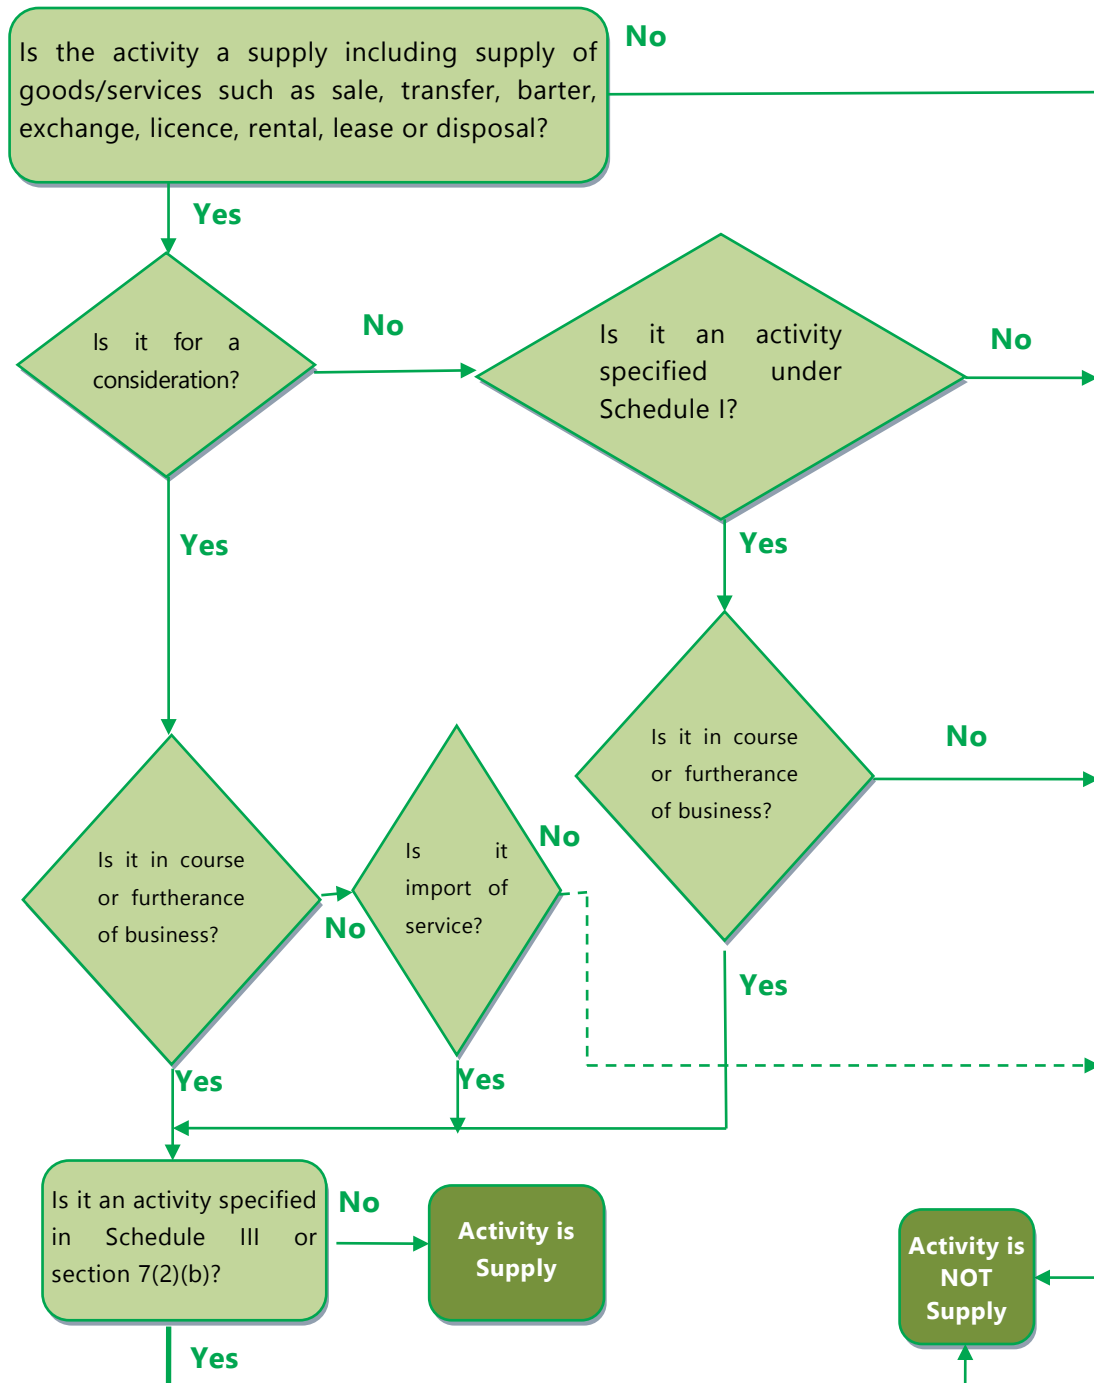 Is the activity a supply including supply of
goods/services such as sale, transfer, barter,
exchange, licence, rental, lease or disposal?
No
Yes
Is it for a
consideration?
No
Is it an activity
specified under
Schedule I?
No
Yes
Yes
Is it in course
or furtherance
of business?
No
Is it in course
or furtherance
of business?
No
Is it
import of
service?
No
Yes
Yes
Yes
Is it an activity specified
in Schedule III or
section 7(2)(b)?
No
Activity is
Supply
Activity is
NOT
Supply
Yes